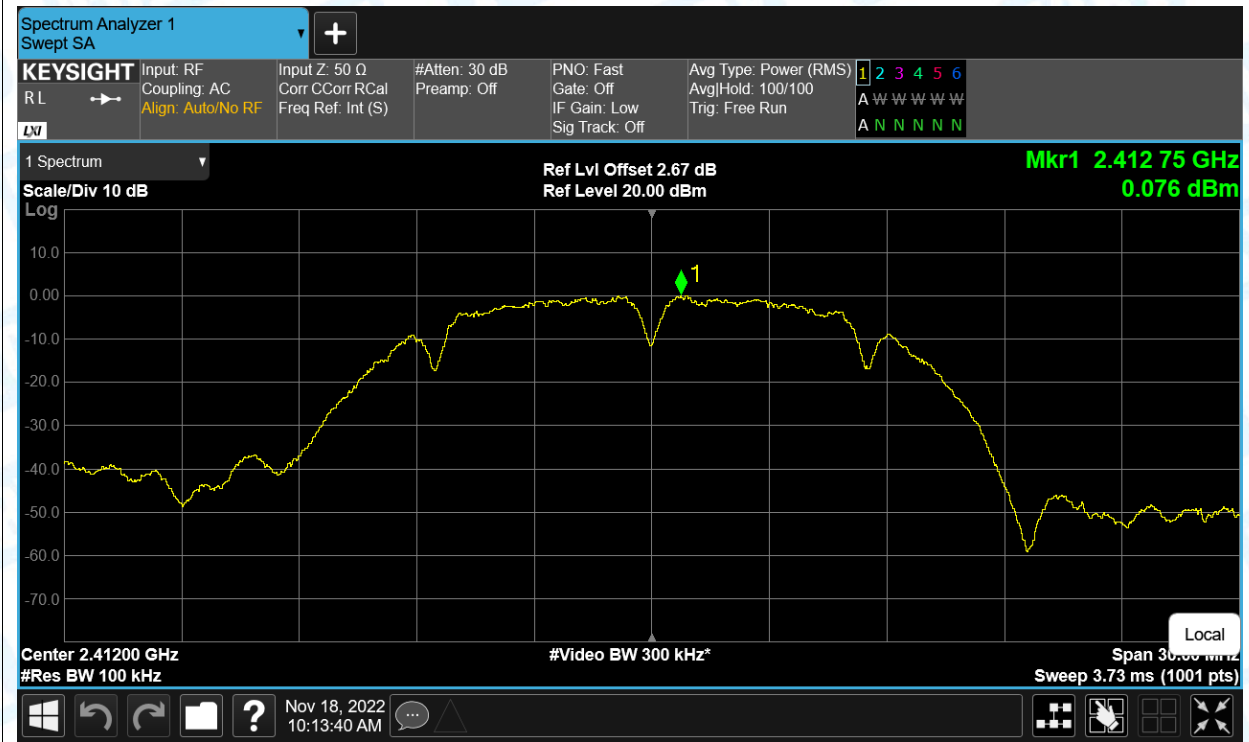 Spectrum Analyzer 1
Swept SA
KEYSIGHT
R L
LXI
Input: RF
Coupling: AC
Align: Auto/No RF
Input Z: 50 Ω
Corr CCorr RCal
Freq Ref: Int (S)
#Atten: 30 dB
Preamp: Off
PNO: Fast
Gate: Off
IF Gain: Low
Sig Track: Off
Avg Type: Power (RMS)
Avg|Hold: 100/100
Trig: Free Run
1 2 3 4 5 6
A W W W W W
A N N N N N
1 Spectrum
Scale/Div 10 dB
Log
Ref Lvl Offset 2.67 dB
Ref Level 20.00 dBm
Mkr1 2.412 75 GHz
0.076 dBm
1
10.0
0.00
-10.0
-20.0
-30.0
-40.0
-50.0
-60.0
-70.0
Local
Center 2.41200 GHz
#Res BW 100 kHz
#Video BW 300 kHz*
Span 30.00 MHz
Sweep 3.73 ms (1001 pts)
?
Nov 18, 2022
10:13:40 AM